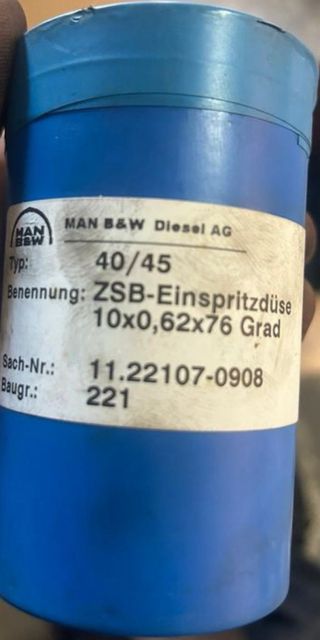 MAN
B&W
MAN B&W Diesel AG
Typ: 40/45
Benennung: ZSB-Einspritzdüse
10x0,62x76 Grad
Sach-Nr.: 11.22107-0908
Baugr.: 221